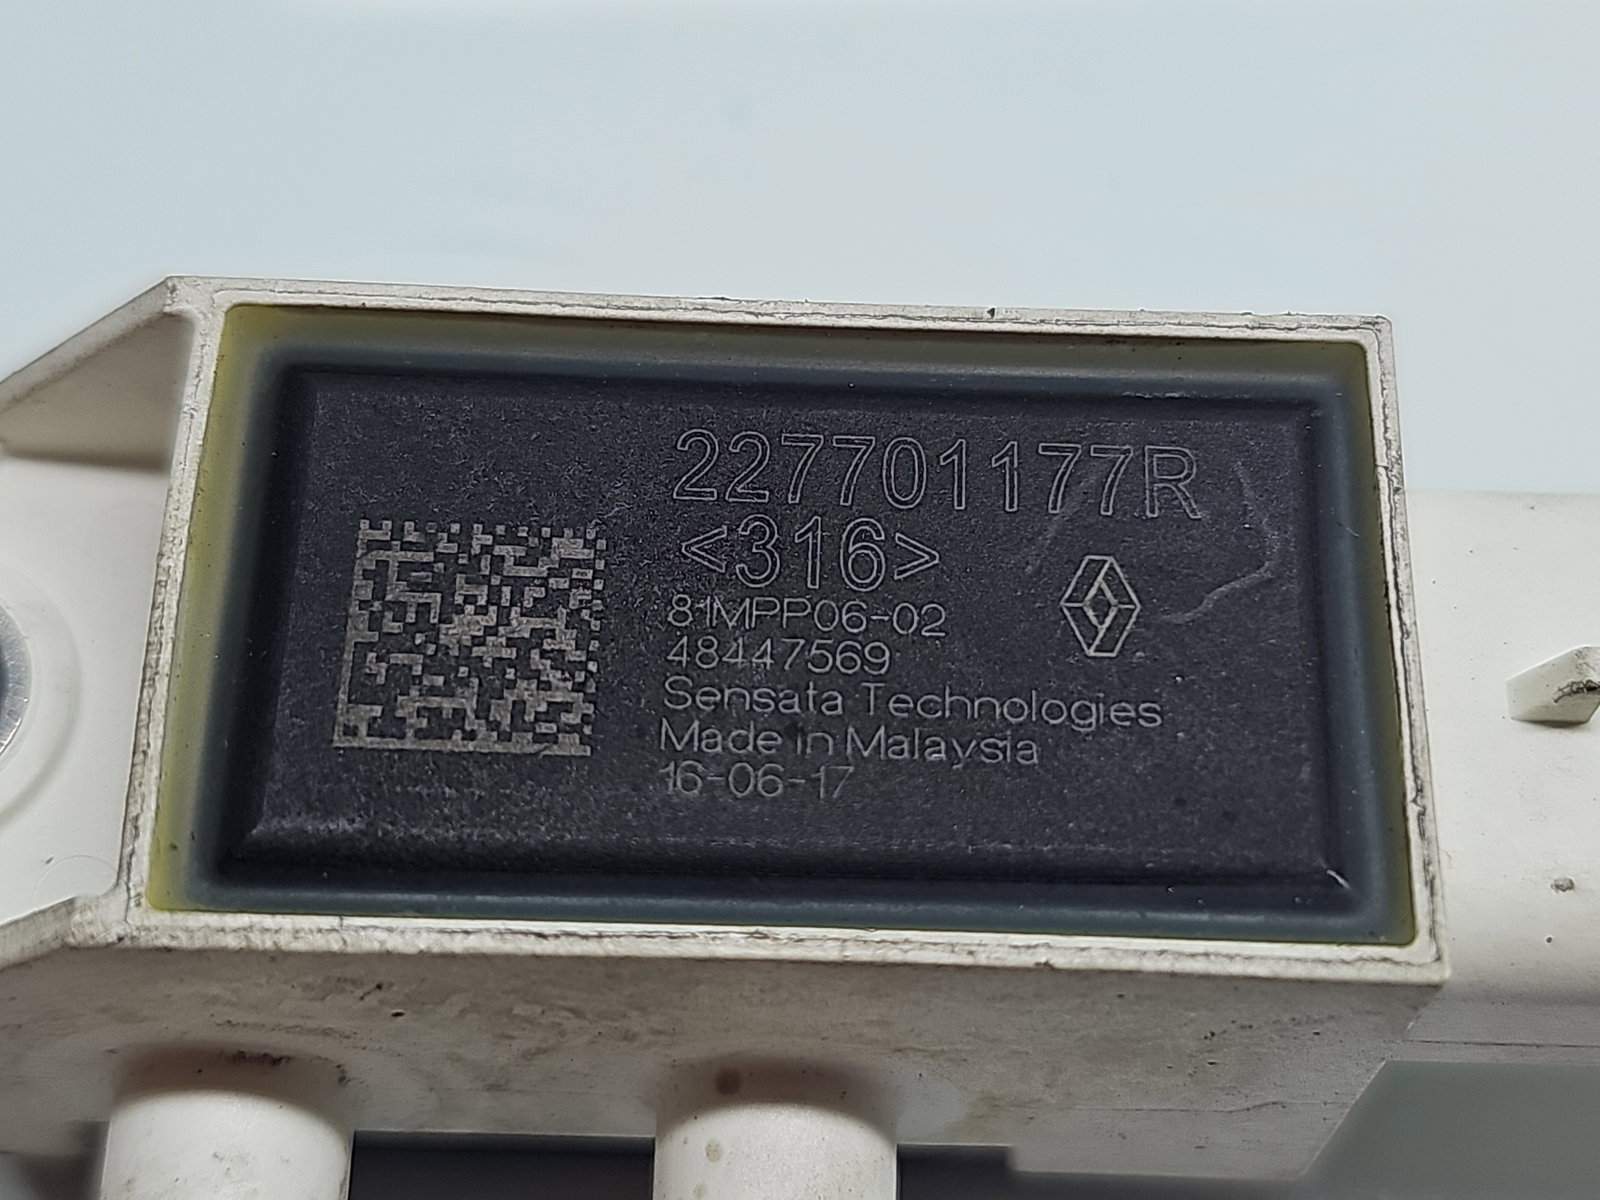 227701177R
<316>
81MPP06-02
48447569
Sensata Technologies
Made in Malaysia
16-06-17